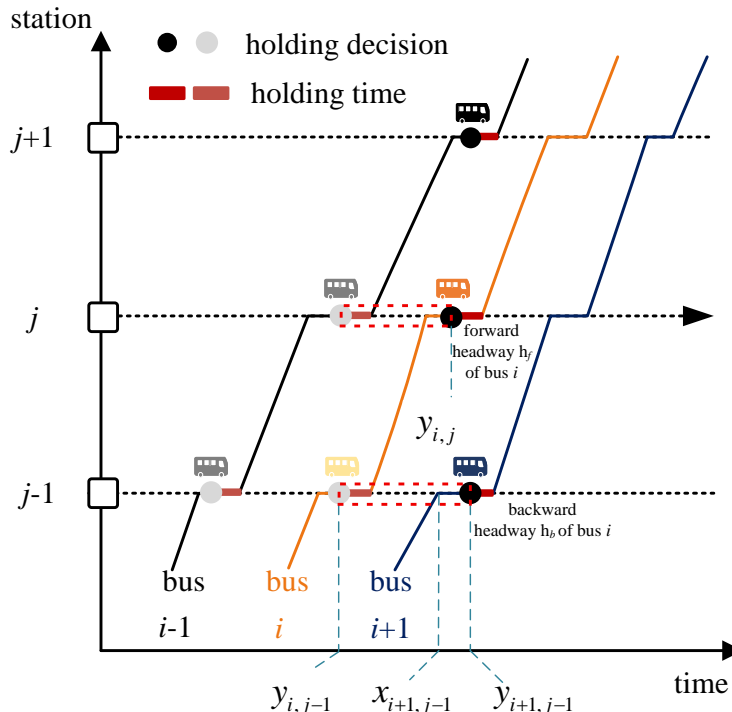 station
holding decision
holding time
j+1
j
forward
headway h_f
of bus i
y_{i,j}
j-1
backward
headway h_b of bus i
bus
i-1
bus
i
bus
i+1
time
y_{i,j-1}
x_{i+1,j-1}
y_{i+1,j-1}